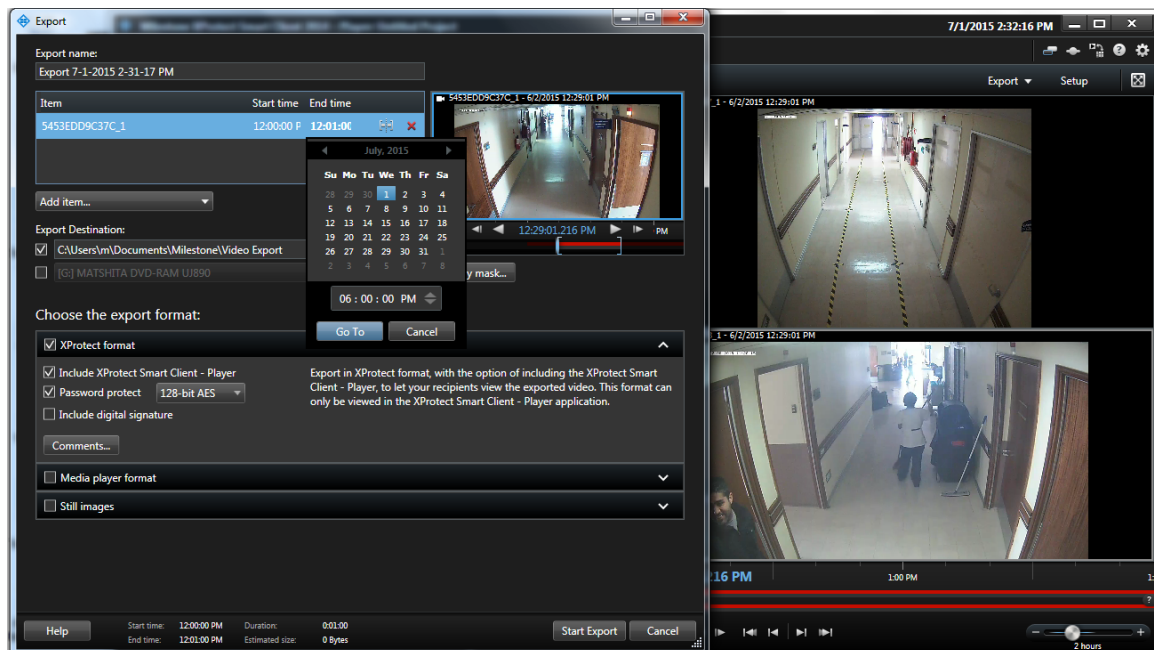 Export
Milestone XProtect Smart Client 2014 - Player: Untitled Project
7/1/2015 2:32:16 PM
Export name:
Export 7-1-2015 2-31-17 PM
Export
Setup
Item Start time End time
5453EDD9C37C_1 12:00:00 P 12:01:00
5453EDD9C37C_1 - 6/2/2015 12:29:01 PM
_1 - 6/2/2015 12:29:01 PM
July, 2015
Su Mo Tu We Th Fr Sa
28 29 30 1 2 3 4
5 6 7 8 9 10 11
12 13 14 15 16 17 18
19 20 21 22 23 24 25
26 27 28 29 30 31 1
2 3 4 5 6 7 8
06 : 00 : 00 PM
Go To Cancel
Add item...
12:29:01.216 PM PM
Export Destination:
C:\Users\m\Documents\Milestone\Video Export
[G:] MATSHITA DVD-RAM UJ890
y mask...
Choose the export format:
XProtect format
Include XProtect Smart Client - Player
Password protect 128-bit AES
Include digital signature
Comments...
Export in XProtect format, with the option of including the XProtect Smart
Client - Player, to let your recipients view the exported video. This format can
only be viewed in the XProtect Smart Client - Player application.
Media player format
Still images
_1 - 6/2/2015 12:29:01 PM
:16 PM
1:00 PM
1:
?
Help
Start time: 12:00:00 PM Duration: 0:01:00
End time: 12:01:00 PM Estimated size: 0 Bytes
Start Export Cancel
2 hours